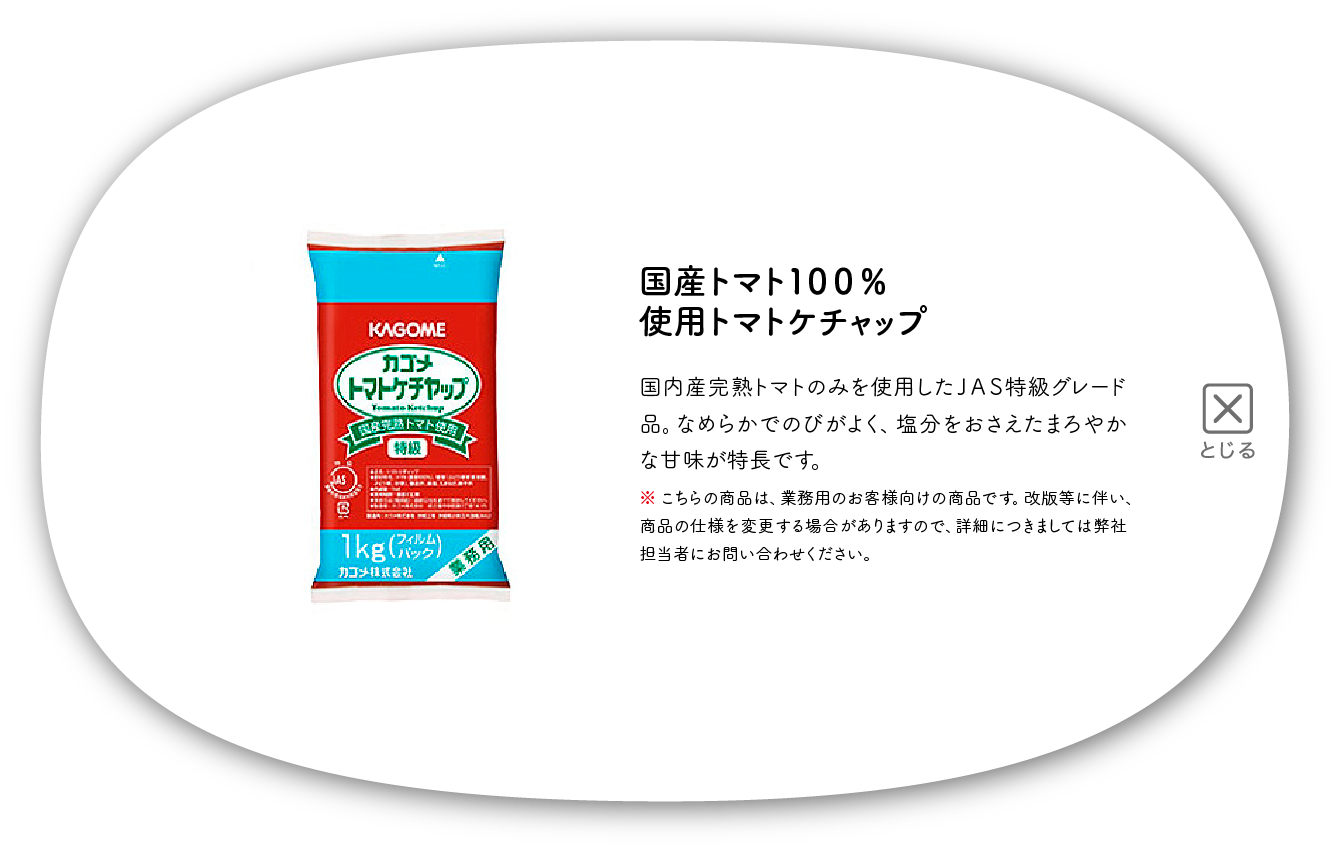 KAGOME
カゴメ
トマトケチャップ
Tomato Ketchup
国産完熟トマト使用
特級
JAS
1kg(フィルムパック)
業務用
カゴメ株式会社
国産トマト100％
使用トマトケチャップ
国内産完熟トマトのみを使用したJAS特級グレード
品。なめらかでのびがよく、塩分をおさえたまろやか
な甘味が特長です。
※ こちらの商品は、業務用のお客様向けの商品です。改版等に伴い、
商品の仕様を変更する場合がありますので、詳細につきましては弊社
担当者にお問い合わせください。
とじる